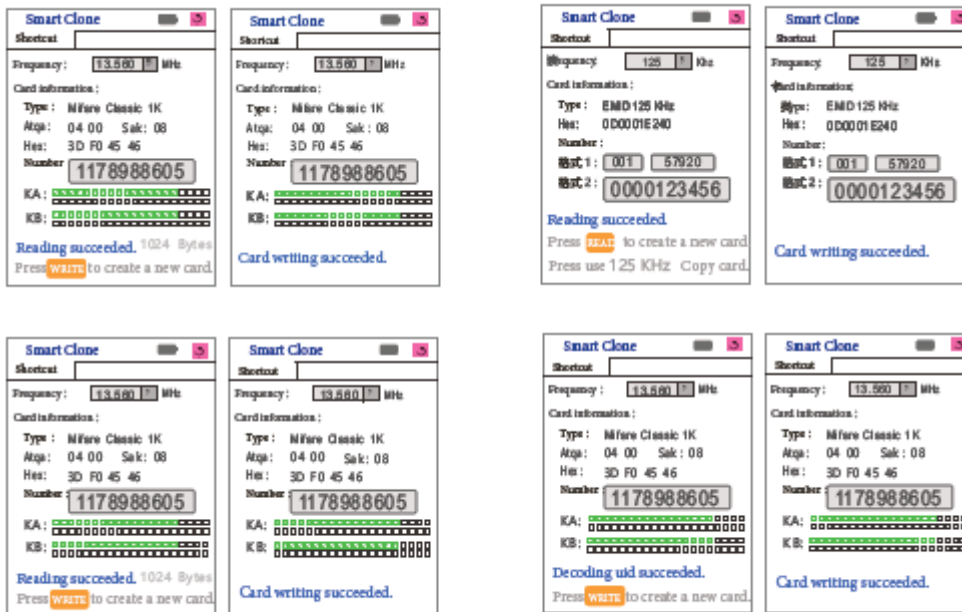 Smart Clone
Shortcut
Frequency: 13.560 MHz
Card information:
Type: Mifare Classic 1K
Atqa: 04 00 Sak: 08
Hex: 3D F0 45 46
Number 1178988605
KA:
KB:
Reading succeeded. 1024 Bytes
Press WRITE to create a new card.
Smart Clone
Shortcut
Frequency: 13.560 MHz
Card information:
Type: Mifare Classic 1K
Atqa: 04 00 Sak: 08
Hex: 3D F0 45 46
Number 1178988605
KA:
KB:
Card writing succeeded.
Smart Clone
Shortcut
125 Khz
Card information:
Type: EMID 125 KHz
Hex: 0D0001E240
Number:
格式 1: 001 57920
格式 2: 0000123456
Reading succeeded.
Press READ to create a new card
Press use 125 KHz Copy card.
Smart Clone
Shortcut
Frequency 125 KHz
EMID 125 KHz
Hex: 0D0001E240
Number:
格式 1: 001 57920
格式 2: 0000123456
Card writing succeeded.
Smart Clone
Shortcut
Frequency: 13.560 MHz
Card information:
Type: Mifare Classic 1K
Atqa: 04 00 Sak: 08
Hex: 3D F0 45 46
Number: 1178988605
KA:
KB:
Reading succeeded. 1024 Bytes
Press WRITE to create a new card.
Smart Clone
Shortcut
Frequency: 13.560 MHz
Card information:
Type: Mifare Classic 1K
Atqa: 04 00 Sak: 08
Hex: 3D F0 45 46
Number: 1178988605
KA:
KB:
Card writing succeeded.
Smart Clone
Shortcut
Frequency: 13.560 MHz
Card information:
Type: Mifare Classic 1K
Atqa: 04 00 Sak: 08
Hex: 3D F0 45 46
Number: 1178988605
KA:
KB:
Decoding uid succeeded.
Press WRITE to create a new card.
Smart Clone
Shortcut
Frequency: 13.560 MHz
Card information:
Type: Mifare Classic 1K
Atqa: 04 00 Sak: 08
Hex: 3D F0 45 46
Number: 1178988605
KA:
KB:
Card writing succeeded.